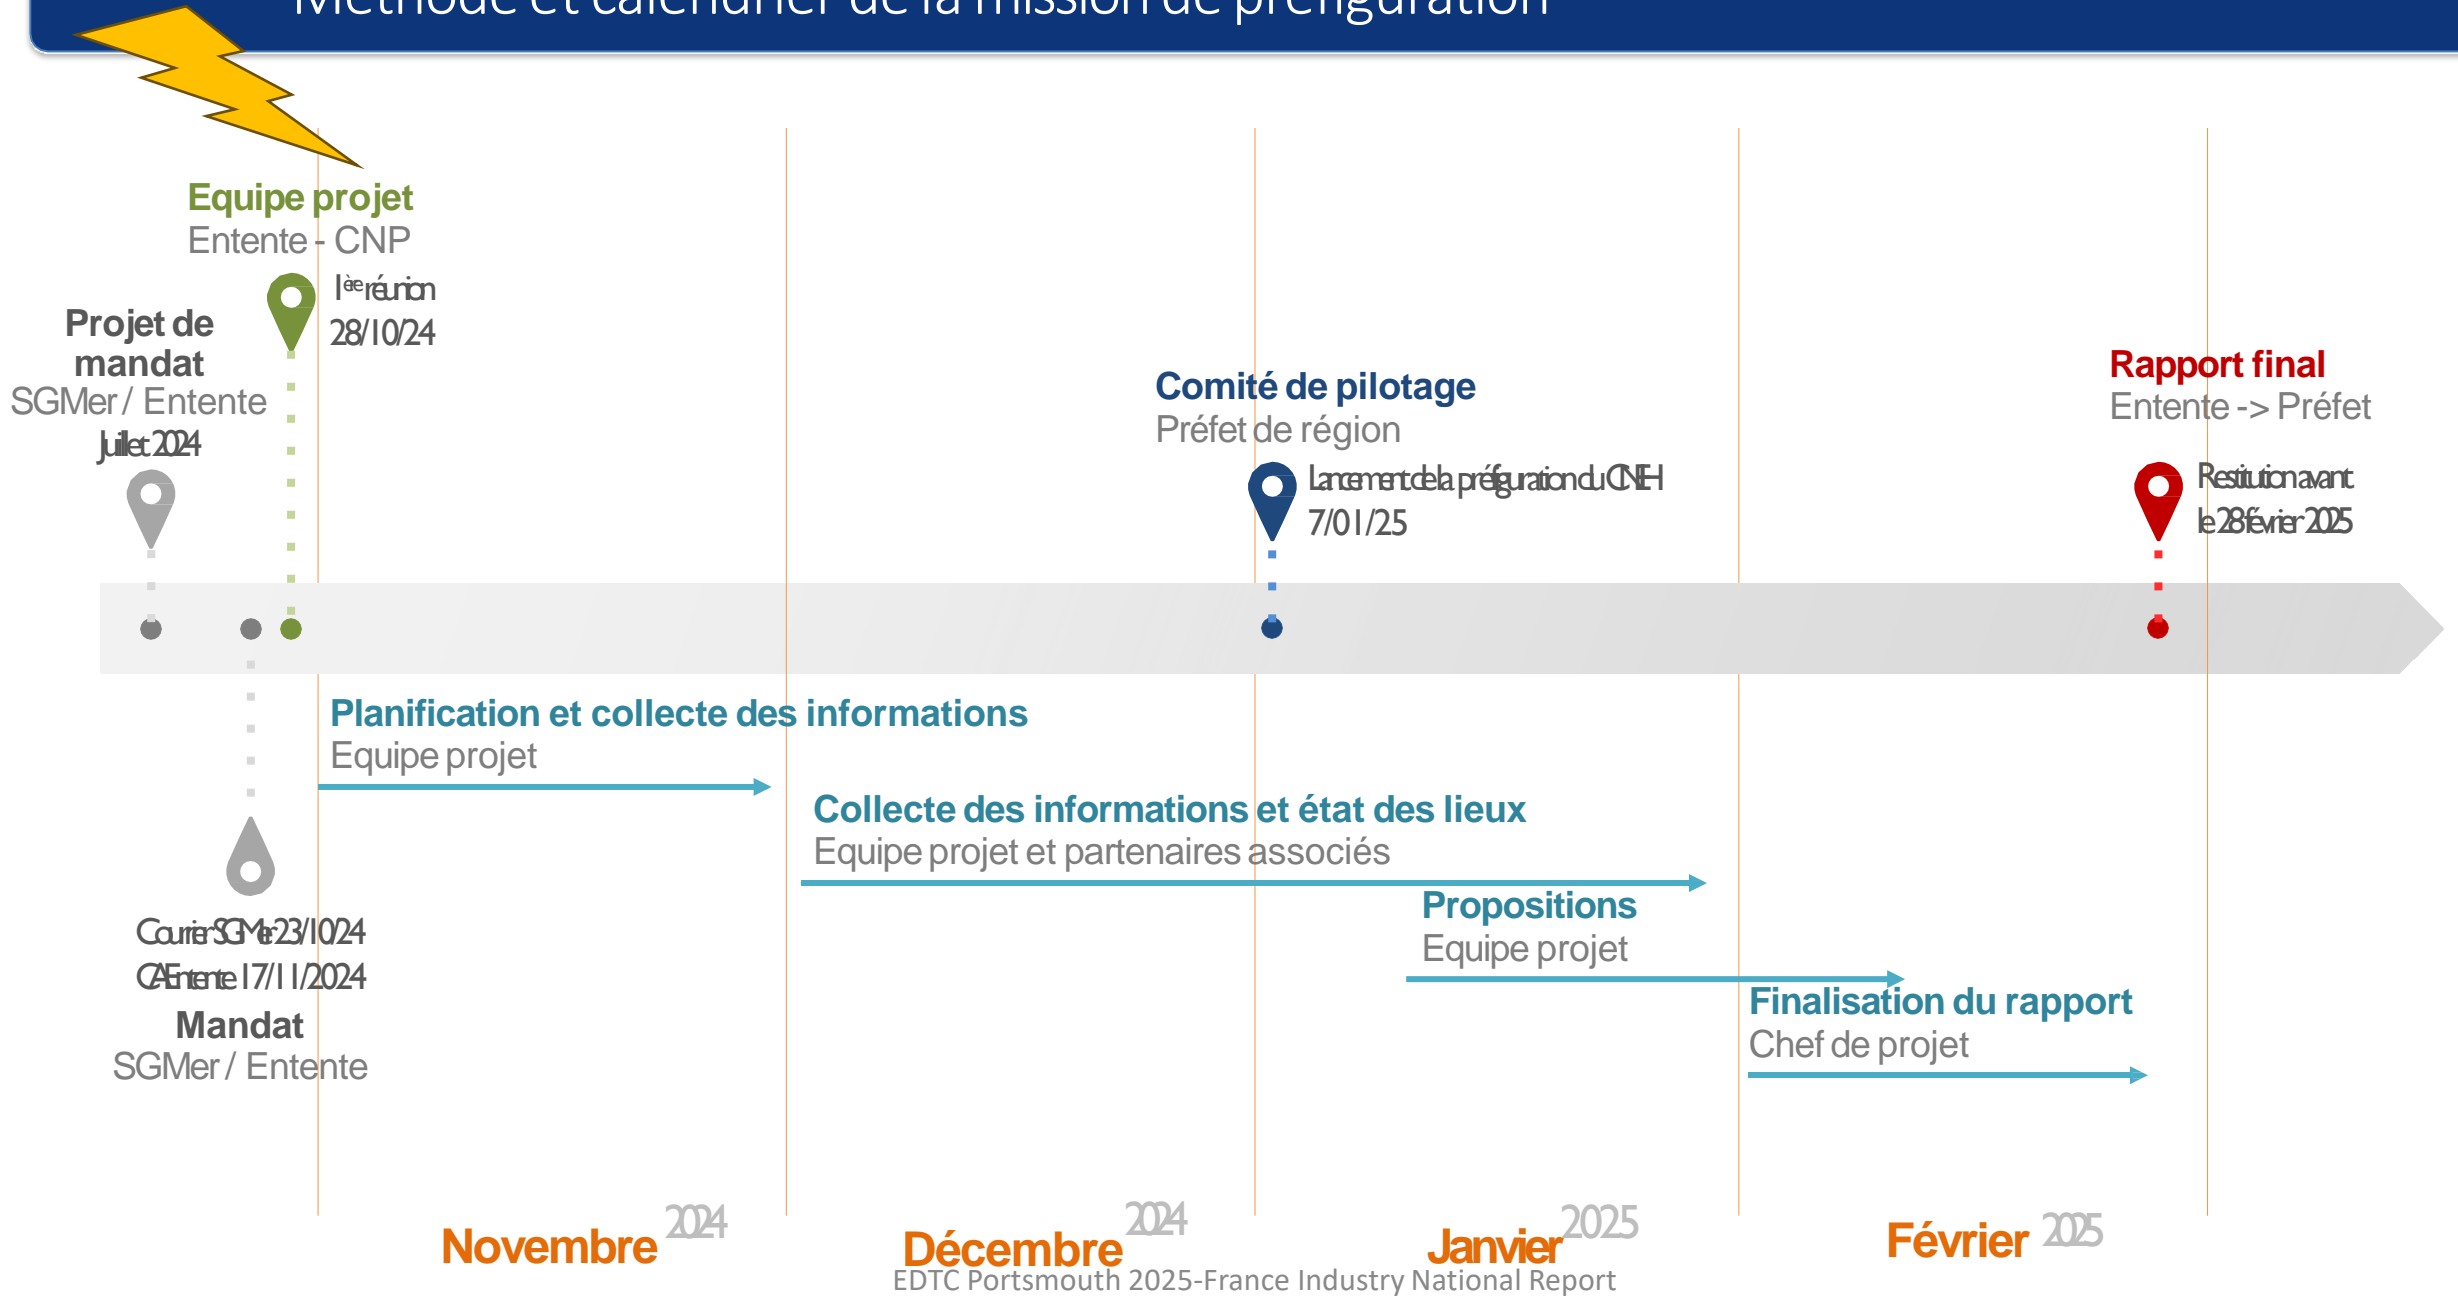 Méthode et calendrier de la mission de préfiguration
Equipe projet
Entente - CNP
1ère réunion
28/10/24
Projet de
mandat
SGMer / Entente
Juillet 2024
Comité de pilotage
Préfet de région
Lancement de la préfiguration du CNEH
7/01/25
Rapport final
Entente -> Préfet
Restitution avant
le 28 février 2025
Planification et collecte des informations
Equipe projet
Collecte des informations et état des lieux
Equipe projet et partenaires associés
Propositions
Equipe projet
Courrier SGMer 23/10/24
CA Entente 17/11/2024
Mandat
SGMer / Entente
Finalisation du rapport
Chef de projet
Novembre 2024
Décembre 2024
Janvier 2025
Février 2025
EDTC Portsmouth 2025-France Industry National Report